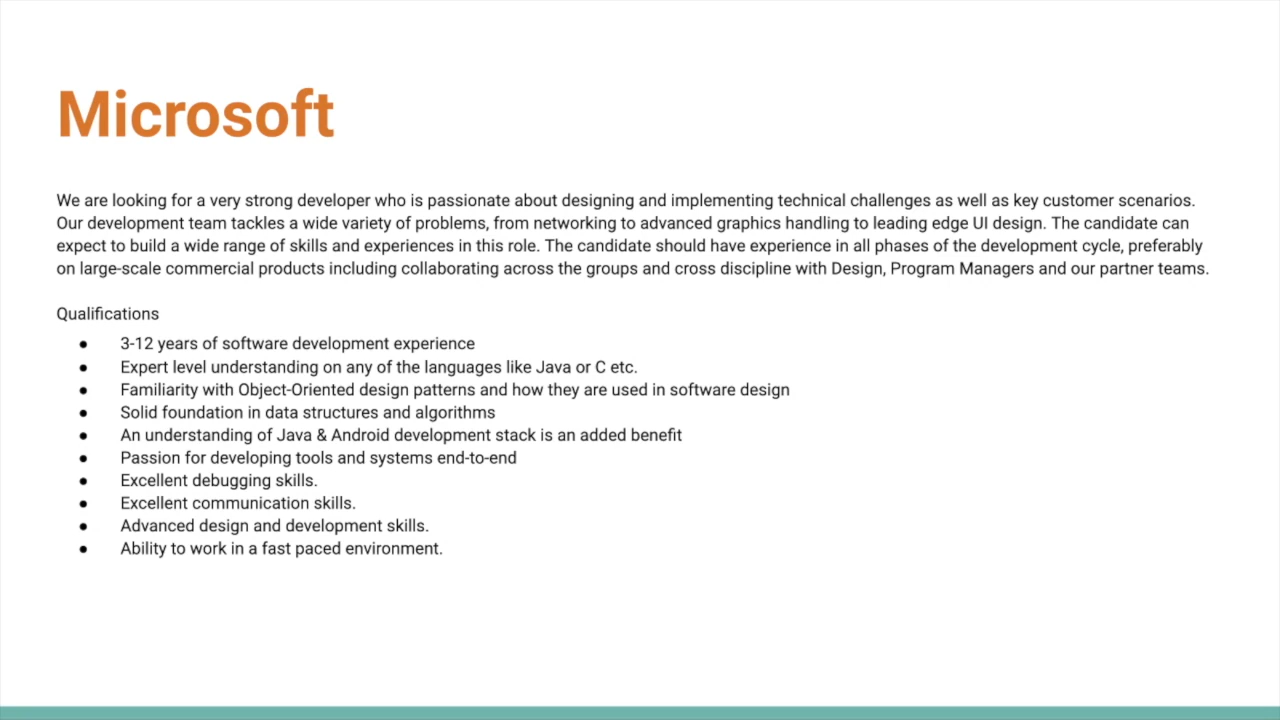 Microsoft
We are looking for a very strong developer who is passionate about designing and implementing technical challenges as well as key customer scenarios.
Our development team tackles a wide variety of problems, from networking to advanced graphics handling to leading edge UI design. The candidate can
expect to build a wide range of skills and experiences in this role. The candidate should have experience in all phases of the development cycle, preferably
on large-scale commercial products including collaborating across the groups and cross discipline with Design, Program Managers and our partner teams.
Qualifications
● 3-12 years of software development experience
● Expert level understanding on any of the languages like Java or C etc.
● Familiarity with Object-Oriented design patterns and how they are used in software design
● Solid foundation in data structures and algorithms
● An understanding of Java & Android development stack is an added benefit
● Passion for developing tools and systems end-to-end
● Excellent debugging skills.
● Excellent communication skills.
● Advanced design and development skills.
● Ability to work in a fast paced environment.